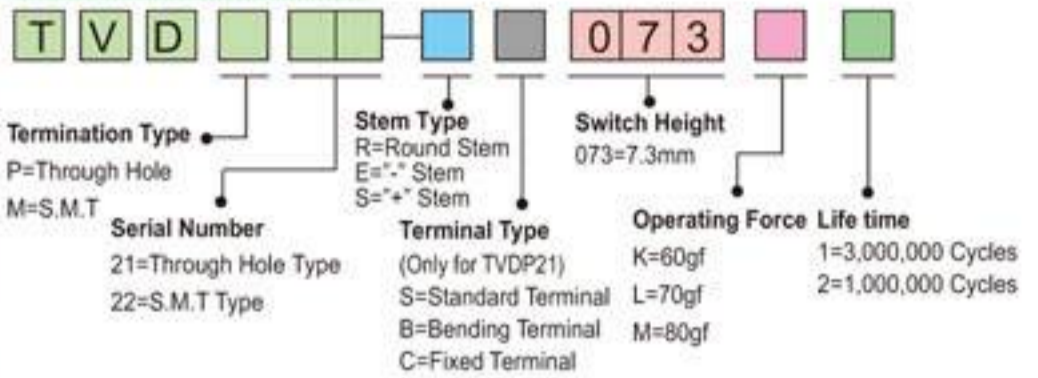 T V D 0 7 3
Termination Type
P=Through Hole
M=S.M.T
Serial Number
21=Through Hole Type
22=S.M.T Type
Stem Type
R=Round Stem
E="-" Stem
S="+" Stem
Terminal Type
(Only for TVDP21)
S=Standard Terminal
B=Bending Terminal
C=Fixed Terminal
Switch Height
073=7.3mm
Operating Force
K=60gf
L=70gf
M=80gf
Life time
1=3,000,000 Cycles
2=1,000,000 Cycles